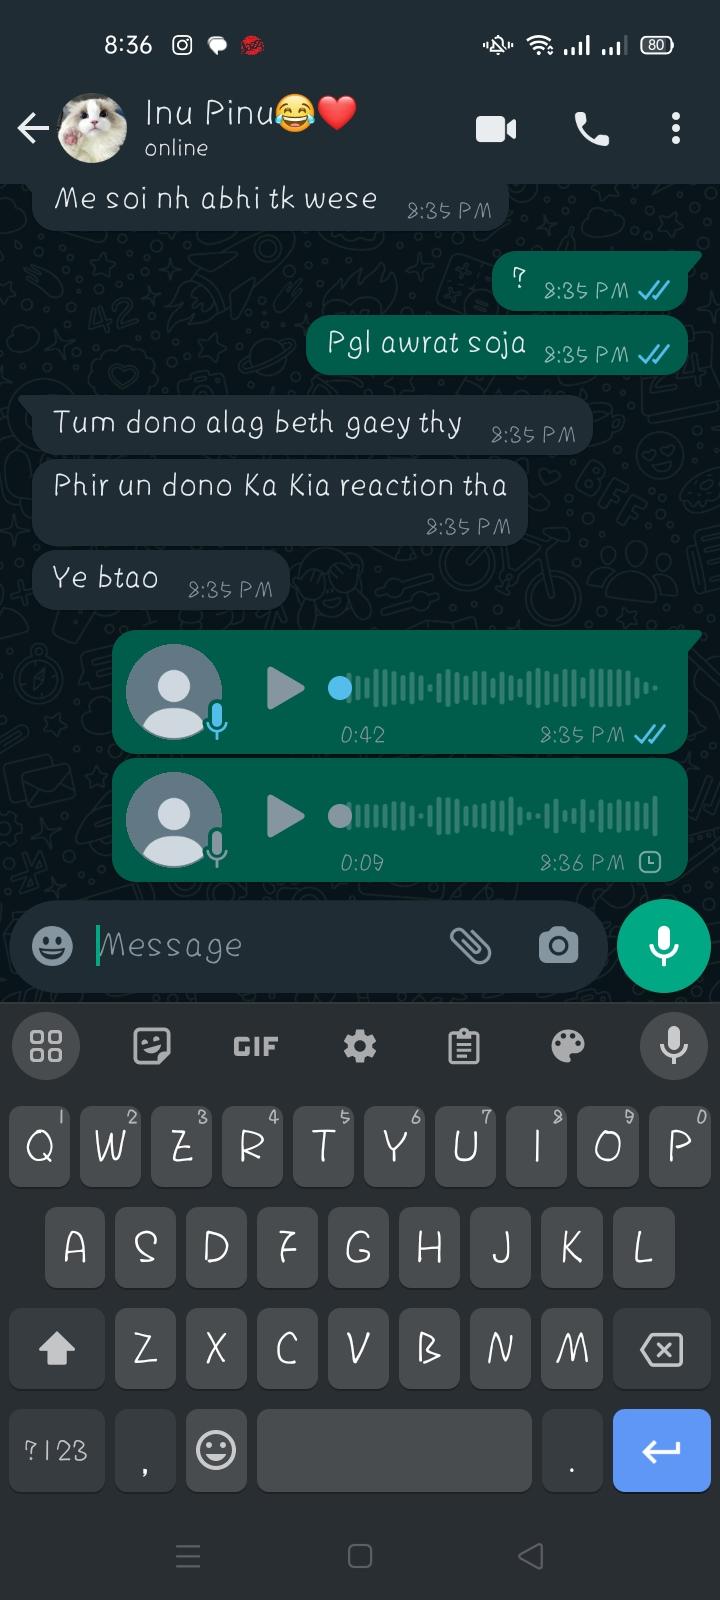 8:36
80
Inu Pinu😂❤️
online
Me soi nh abhi tk wese 8:35 PM
? 8:35 PM
Pgl awrat soja 8:35 PM
Tum dono alag beth gaey thy 8:35 PM
Phir un dono Ka Kia reaction tha
8:35 PM
Ye btao 8:35 PM
0:42 8:35 PM
0:09 8:36 PM
Message
GIF
1 2 3 4 5 6 7 8 9 0
Q W E R T Y U I O P
A S D F G H J K L
Z X C V B N M
?123 , .